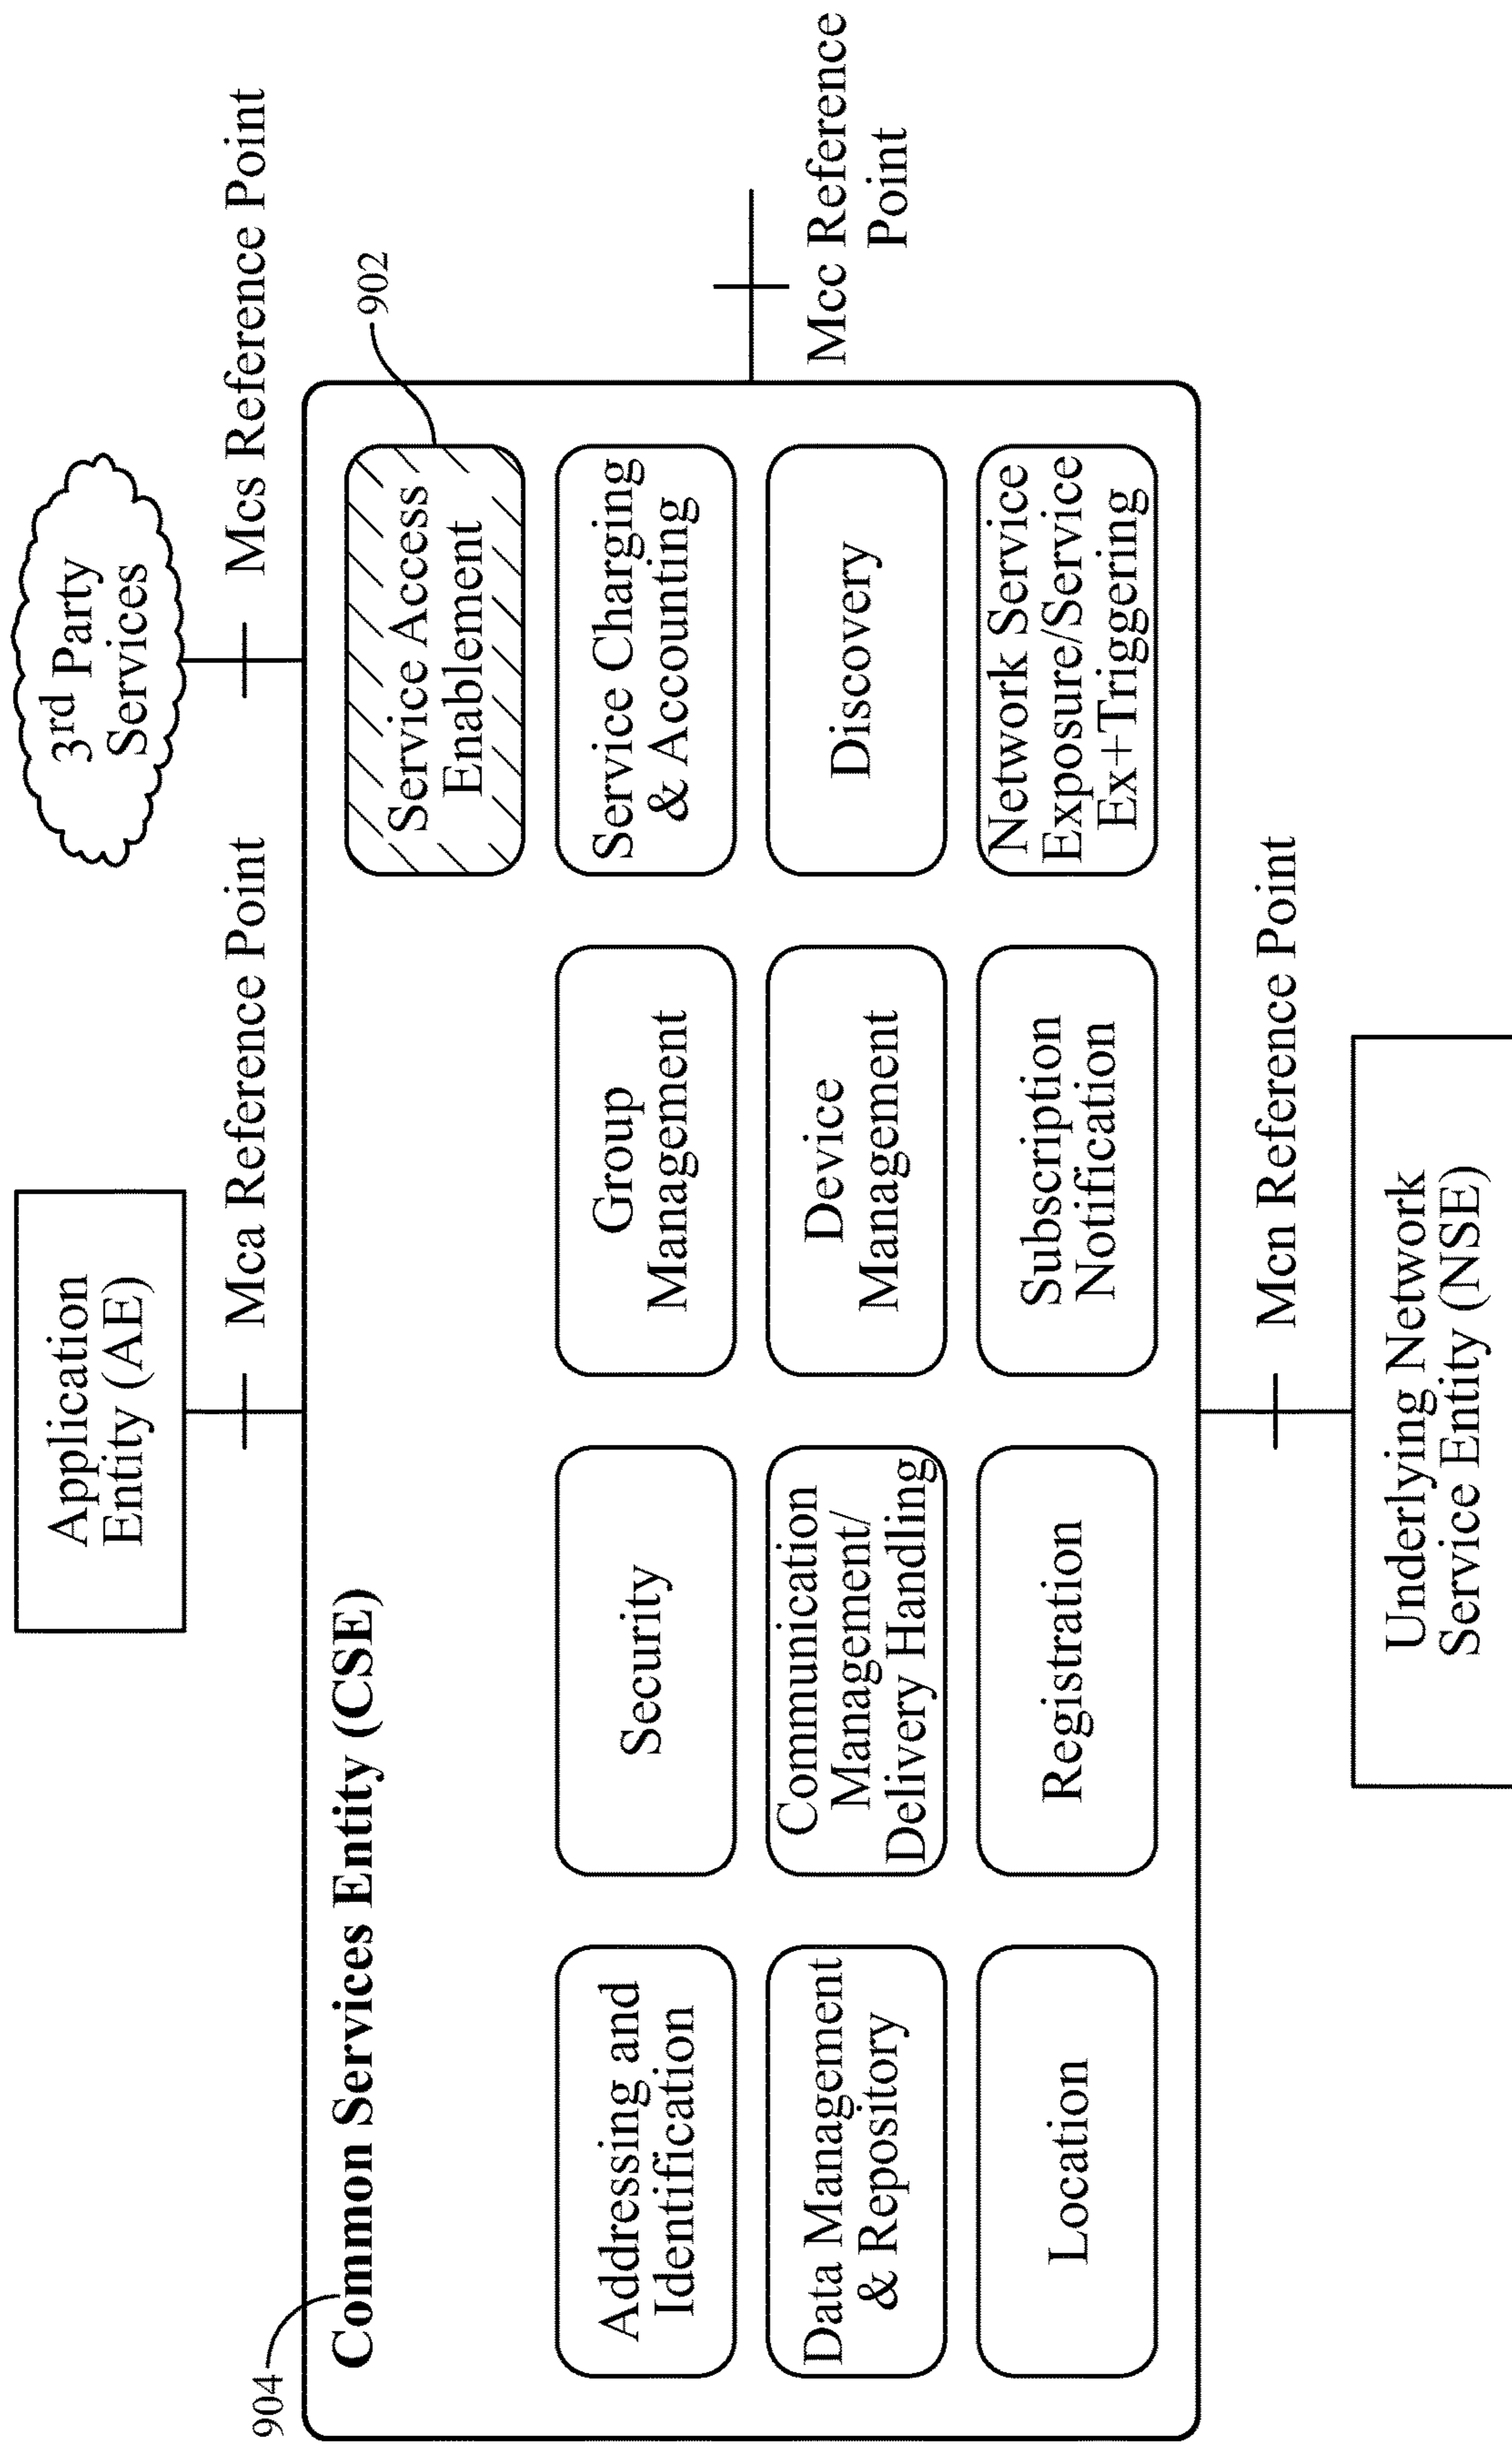 Application
Entity (AE)
3rd Party
Services
Mca Reference Point
Mcs Reference Point
904
Common Services Entity (CSE)
902
Service Access
Enablement
Addressing and
Identification
Security
Group
Management
Service Charging
& Accounting
Data Management
& Repository
Communication
Management/
Delivery Handling
Device
Management
Discovery
Mcc Reference
Point
Location
Registration
Subscription
Notification
Network Service
Exposure/Service
Ex+Triggering
Mcn Reference Point
Underlying Network
Service Entity (NSE)